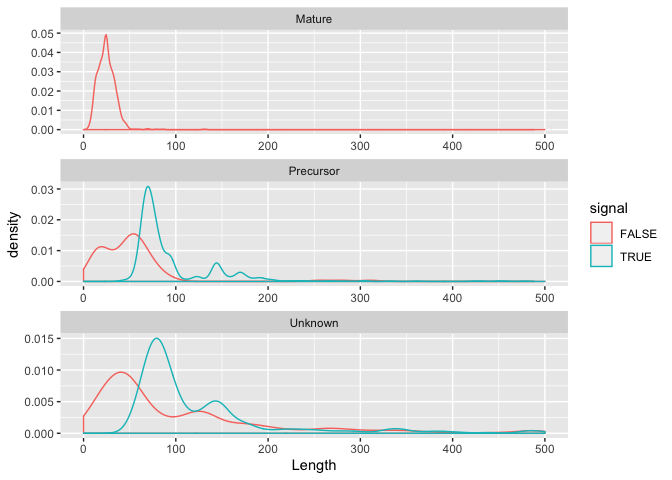 Mature
0.05
0.04
0.03
0.02
0.01
0.00
0 100 200 300 400 500
Precursor
0.03
0.02
0.01
0.00
0 100 200 300 400 500
Unknown
0.015
0.010
0.005
0.000
0 100 200 300 400 500
Length
density
signal
FALSE
TRUE